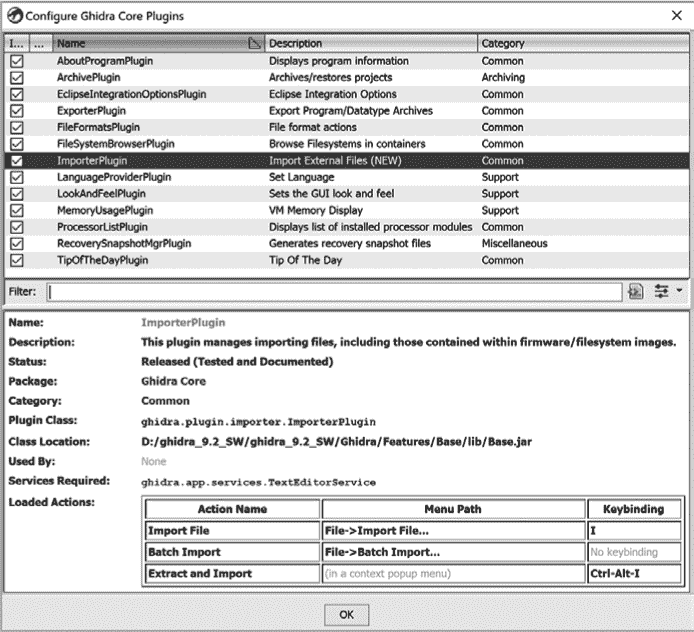 Configure Ghidra Core Plugins
I... ... Name Description Category
AboutProgramPlugin Displays program information Common
ArchivePlugin Archives/restores projects Archiving
EclipseIntegrationOptionsPlugin Eclipse Integration Options Common
ExporterPlugin Export Program/Datatype Archives Common
FileFormatsPlugin File format actions Common
FileSystemBrowserPlugin Browse Filesystems in containers Common
ImporterPlugin Import External Files (NEW) Common
LanguageProviderPlugin Set Language Support
LookAndFeelPlugin Sets the GUI look and feel Support
MemoryUsagePlugin VM Memory Display Support
ProcessorListPlugin Displays list of installed processor modules Common
RecoverySnapshotMgrPlugin Generates recovery snapshot files Miscellaneous
TipOfTheDayPlugin Tip Of The Day Common
Filter:
Name: ImporterPlugin
Description: This plugin manages importing files, including those contained within firmware/filesystem images.
Status: Released (Tested and Documented)
Package: Ghidra Core
Category: Common
Plugin Class: ghidra.plugin.importer.ImporterPlugin
Class Location: D:/ghidra_9.2_SW/ghidra_9.2_SW/Ghidra/Features/Base/lib/Base.jar
Used By: None
Services Required: ghidra.app.services.TextEditorService
Loaded Actions: Action Name Menu Path Keybinding
Import File File->Import File... I
Batch Import File->Batch Import... No keybinding
Extract and Import (in a context popup menu) Ctrl-Alt-I
OK